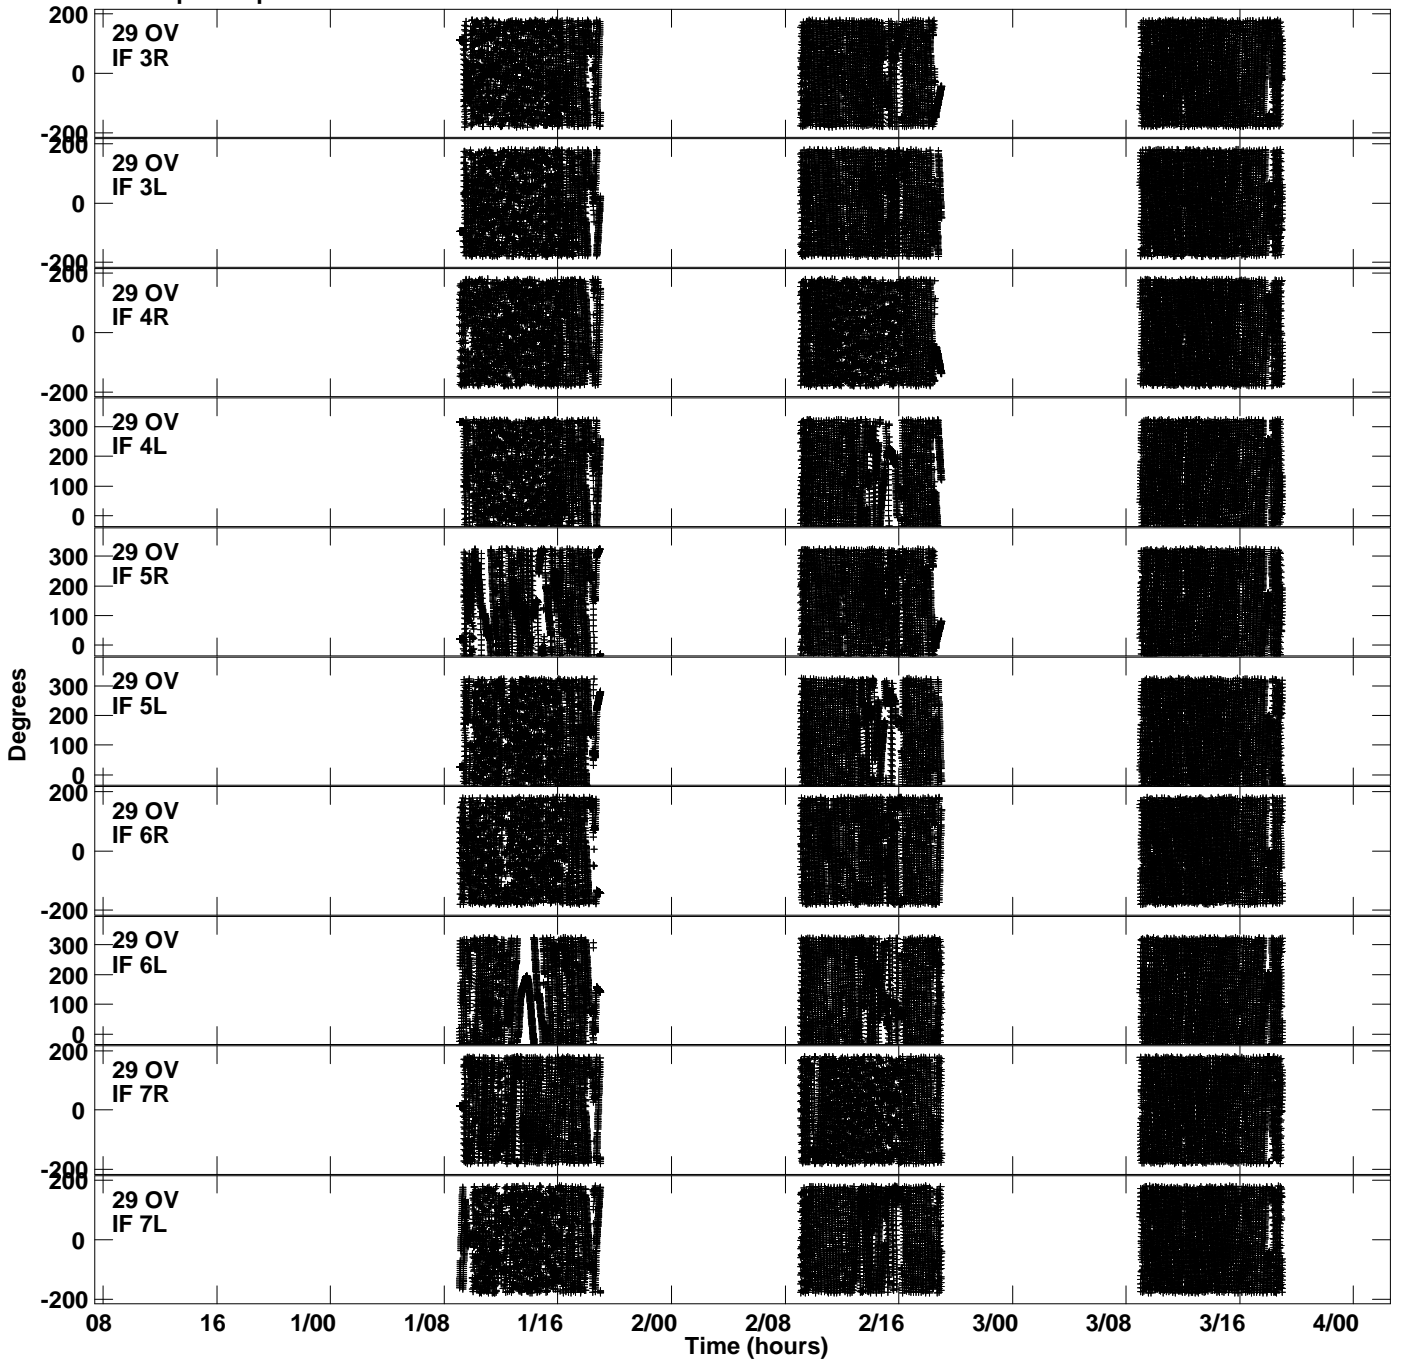 200
29 OV
IF 3R
0
-200
200
29 OV
IF 3L
0
-200
200
29 OV
IF 4R
0
-200
29 OV
IF 4L
300
200
100
0
29 OV
IF 5R
300
200
100
0
29 OV
IF 5L
300
200
100
0
Degrees
200
29 OV
IF 6R
0
-200
29 OV
IF 6L
300
200
100
0
200
29 OV
IF 7R
0
-200
200
29 OV
IF 7L
0
-200
08 16 1/00 1/08 1/16 2/00 2/08 2/16 3/00 3/08 3/16 4/00
Time (hours)